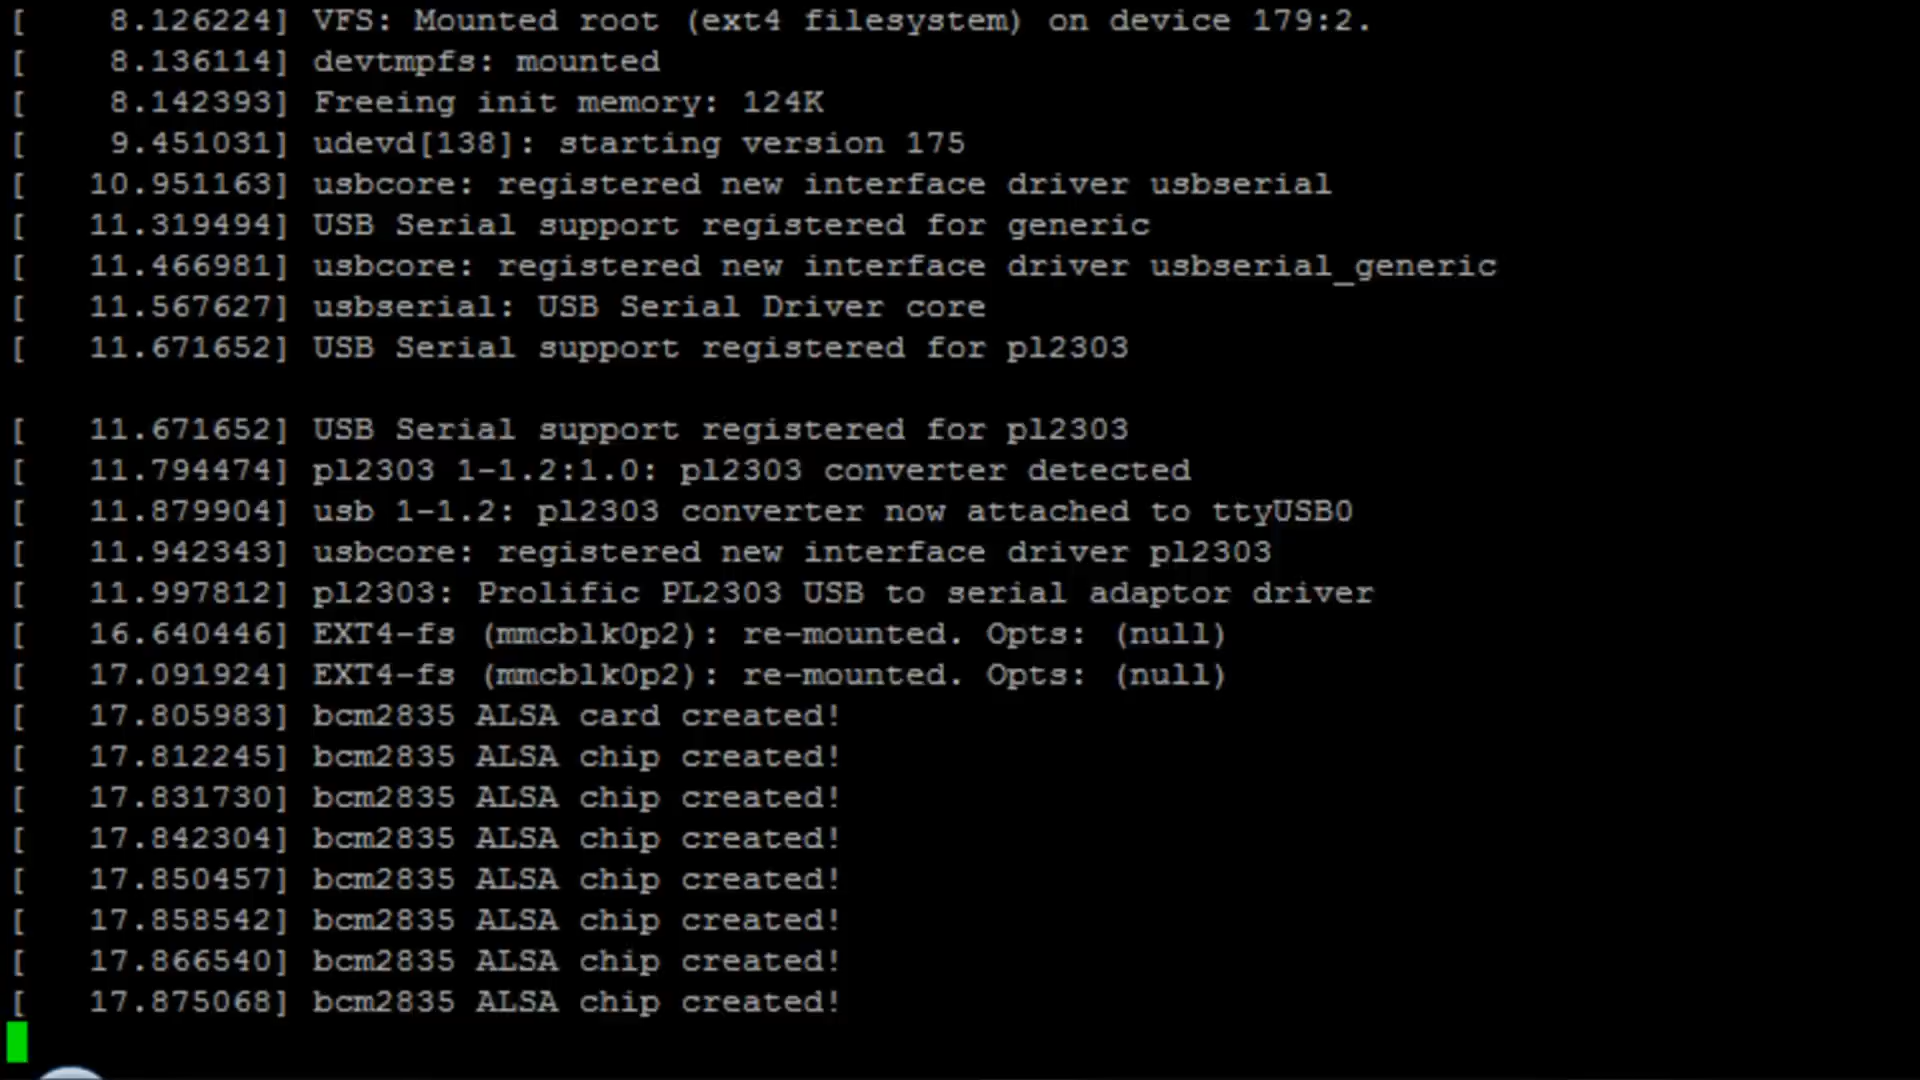 [    8.126224] VFS: Mounted root (ext4 filesystem) on device 179:2.
[    8.136114] devtmpfs: mounted
[    8.142393] Freeing init memory: 124K
[    9.451031] udevd[138]: starting version 175
[   10.951163] usbcore: registered new interface driver usbserial
[   11.319494] USB Serial support registered for generic
[   11.466981] usbcore: registered new interface driver usbserial_generic
[   11.567627] usbserial: USB Serial Driver core
[   11.671652] USB Serial support registered for pl2303
[   11.671652] USB Serial support registered for pl2303
[   11.794474] pl2303 1-1.2:1.0: pl2303 converter detected
[   11.879904] usb 1-1.2: pl2303 converter now attached to ttyUSB0
[   11.942343] usbcore: registered new interface driver pl2303
[   11.997812] pl2303: Prolific PL2303 USB to serial adaptor driver
[   16.640446] EXT4-fs (mmcblk0p2): re-mounted. Opts: (null)
[   17.091924] EXT4-fs (mmcblk0p2): re-mounted. Opts: (null)
[   17.805983] bcm2835 ALSA card created!
[   17.812245] bcm2835 ALSA chip created!
[   17.831730] bcm2835 ALSA chip created!
[   17.842304] bcm2835 ALSA chip created!
[   17.850457] bcm2835 ALSA chip created!
[   17.858542] bcm2835 ALSA chip created!
[   17.866540] bcm2835 ALSA chip created!
[   17.875068] bcm2835 ALSA chip created!